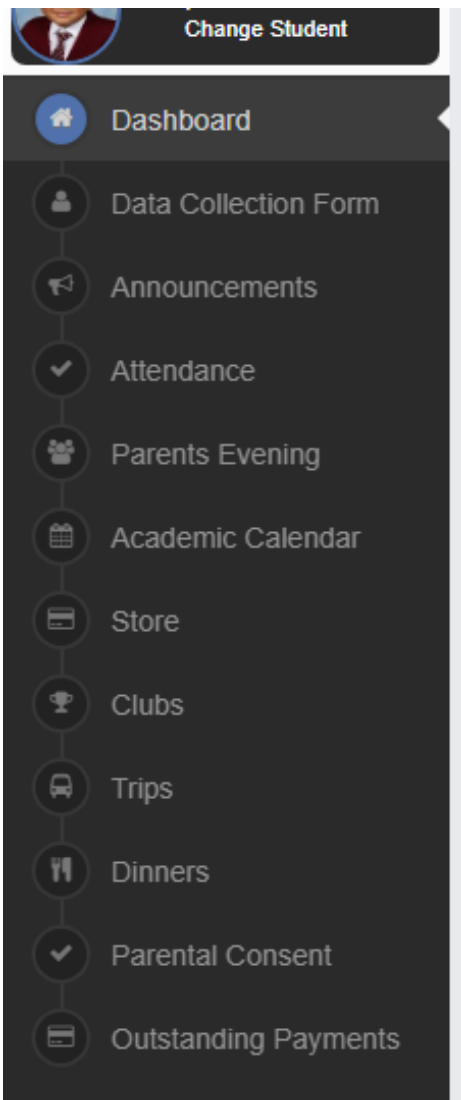 Change Student
Dashboard
Data Collection Form
Announcements
Attendance
Parents Evening
Academic Calendar
Store
Clubs
Trips
Dinners
Parental Consent
Outstanding Payments